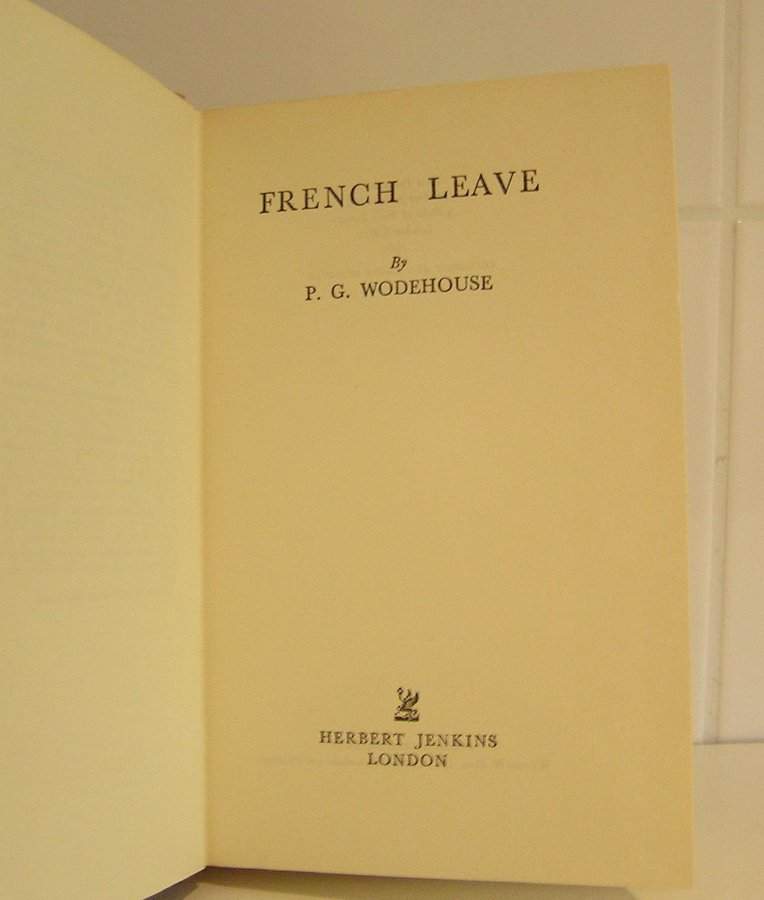 FRENCH LEAVE
By
P. G. WODEHOUSE
HERBERT JENKINS
LONDON